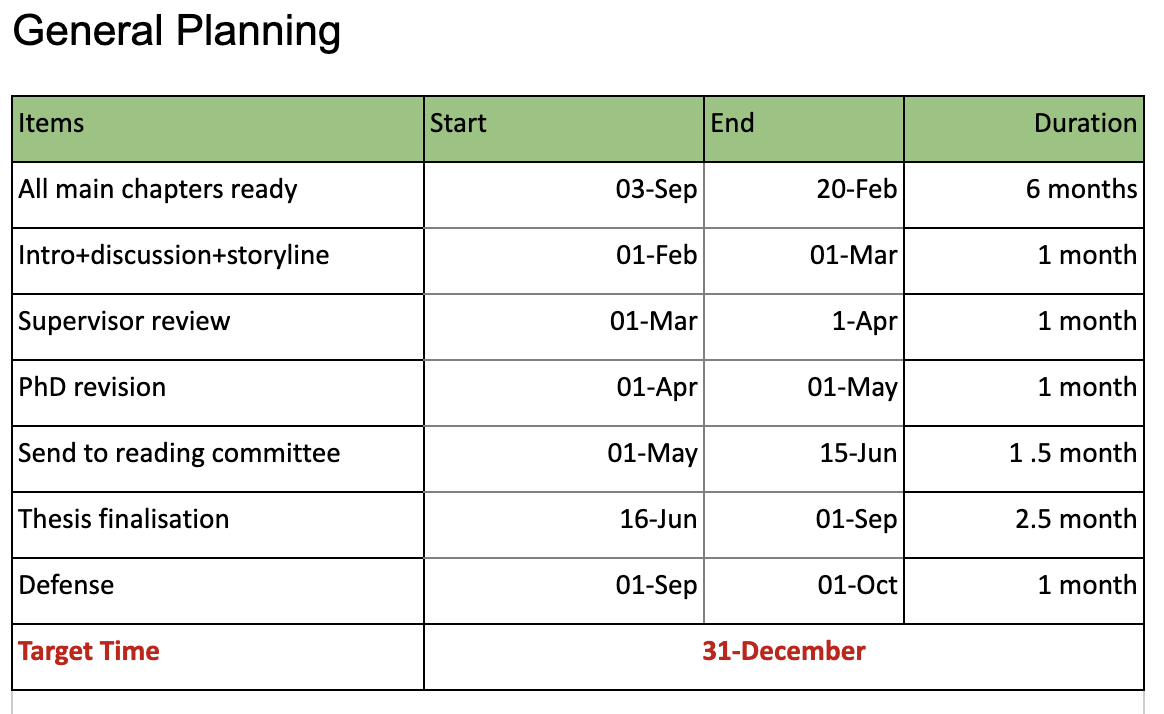 General Planning
Items Start End Duration
All main chapters ready 03-Sep 20-Feb 6 months
Intro+discussion+storyline 01-Feb 01-Mar 1 month
Supervisor review 01-Mar 1-Apr 1 month
PhD revision 01-Apr 01-May 1 month
Send to reading committee 01-May 15-Jun 1 .5 month
Thesis finalisation 16-Jun 01-Sep 2.5 month
Defense 01-Sep 01-Oct 1 month
Target Time 31-December